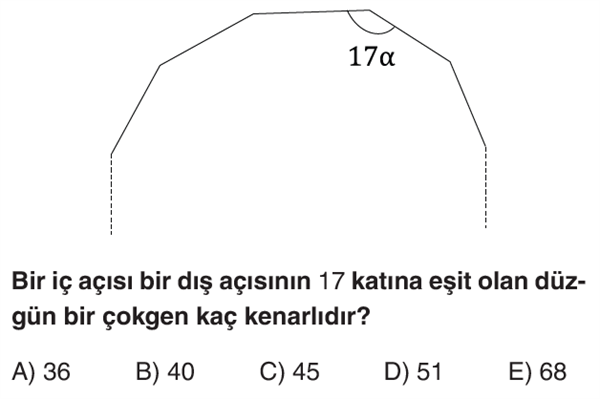 17α
Bir iç açısı bir dış açısının 17 katına eşit olan düz-
gün bir çokgen kaç kenarlıdır?
A) 36 B) 40 C) 45 D) 51 E) 68